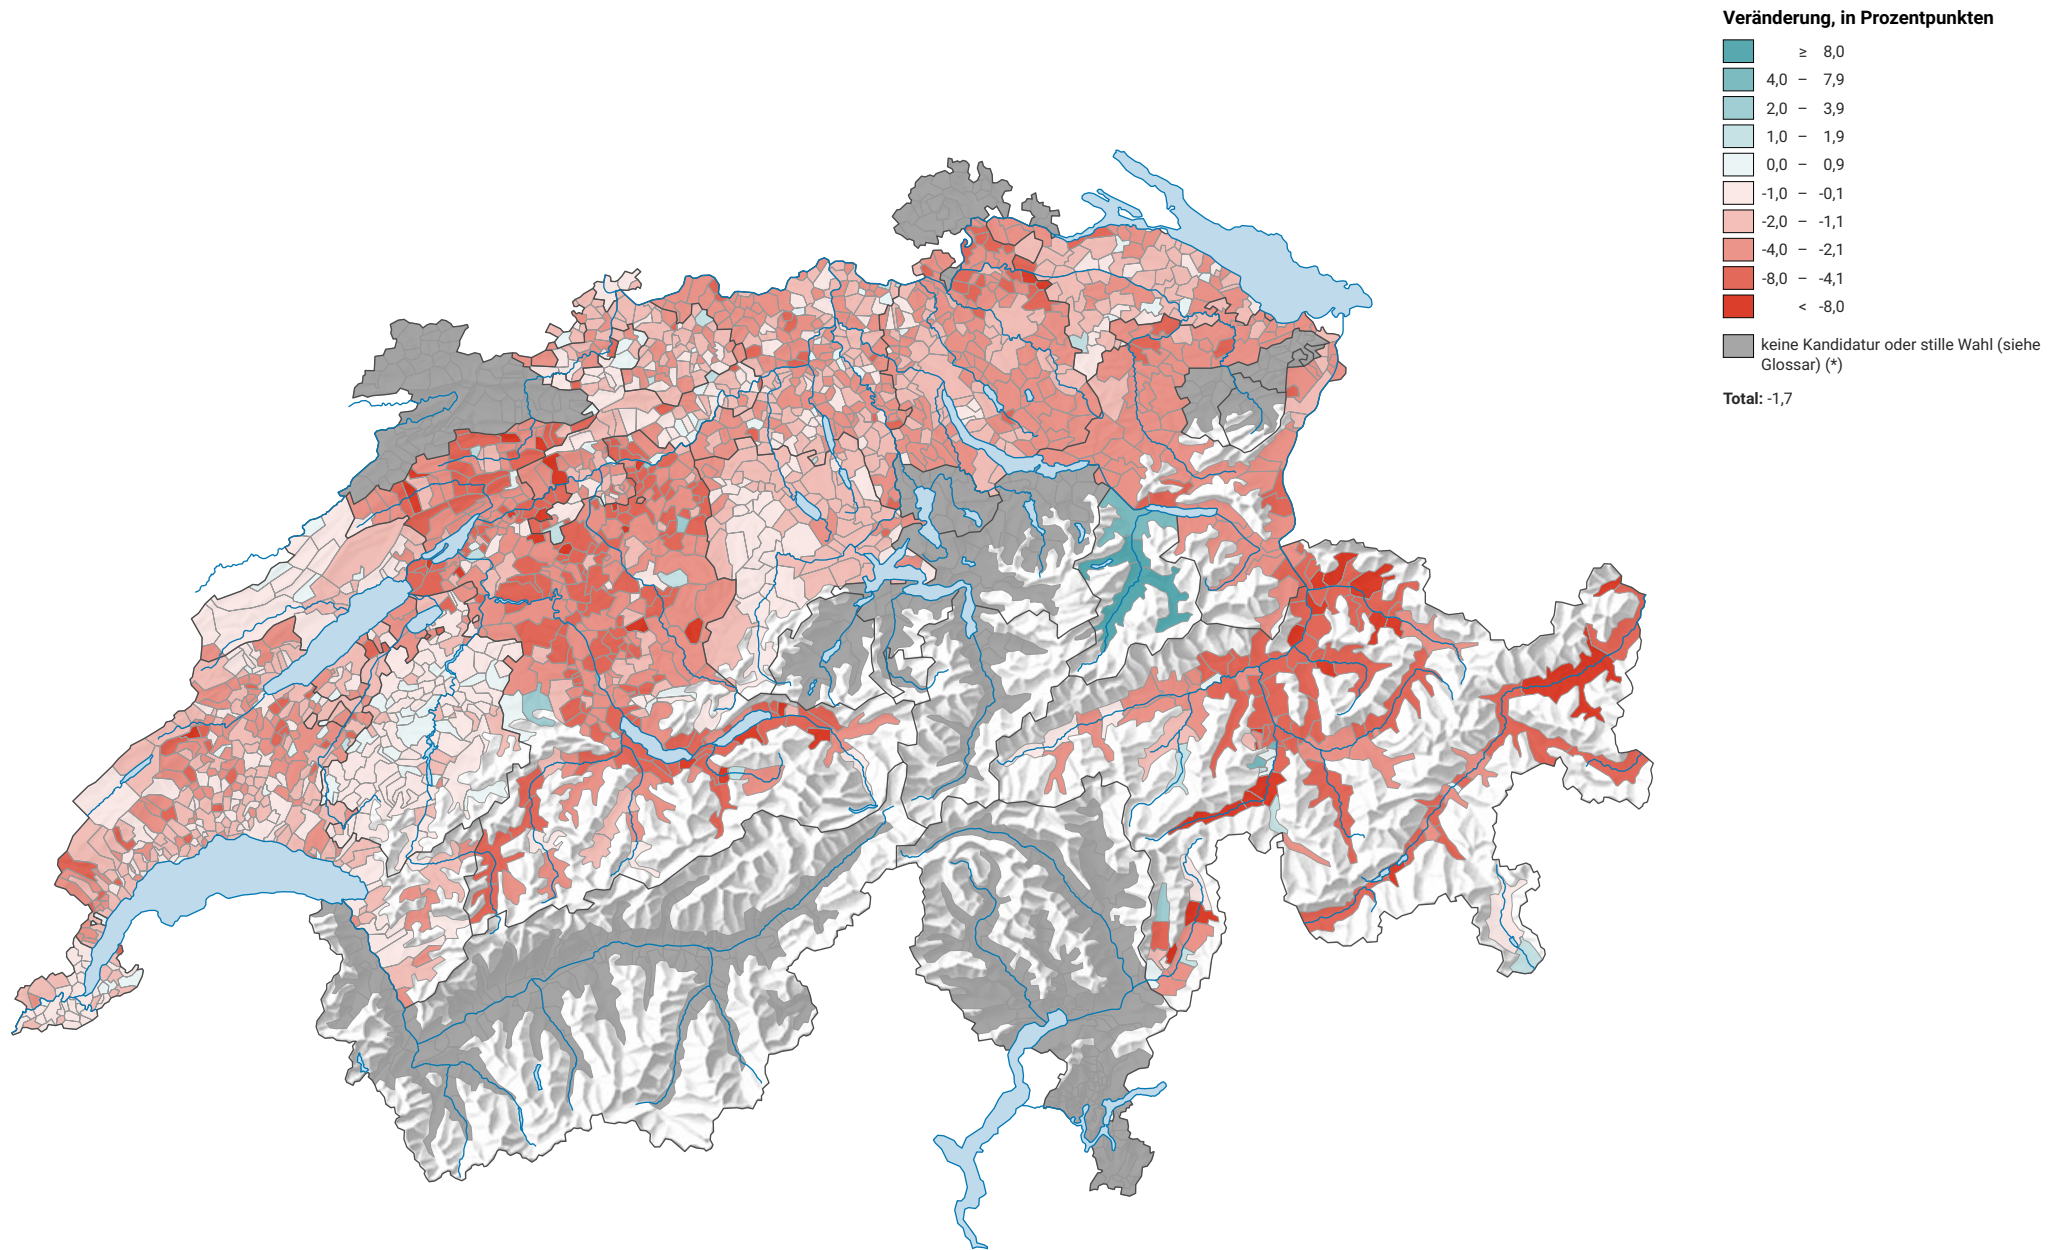 Veränderung, in Prozentpunkten
≥ 8,0
4,0 – 7,9
2,0 – 3,9
1,0 – 1,9
0,0 – 0,9
-1,0 – -0,1
-2,0 – -1,1
-4,0 – -2,1
-8,0 – -4,1
< -8,0
keine Kandidatur oder stille Wahl (siehe
Glossar) (*)
Total: -1,7